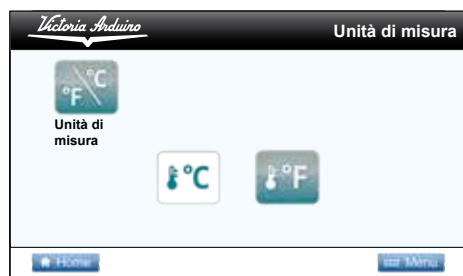 Victoria Arduino
Unità di misura
°F °C
Unità di
misura
°C °F
Home Menu